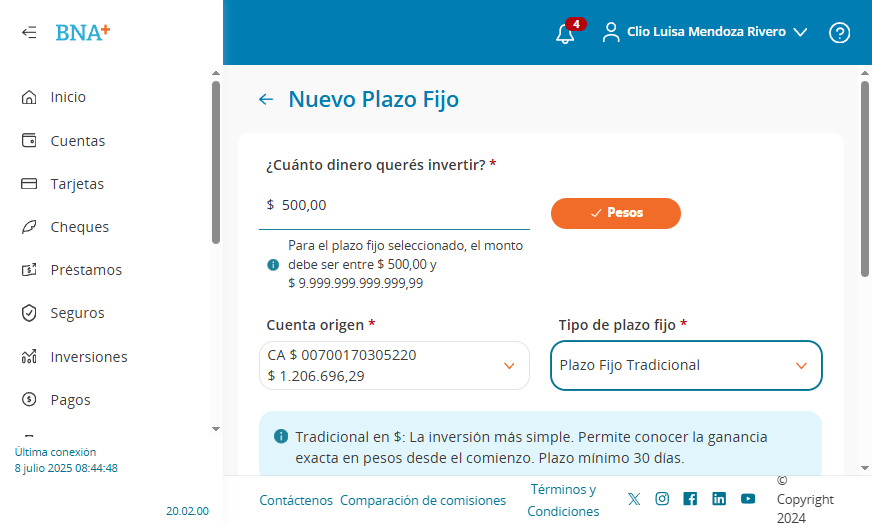 BNA+
4
Clio Luisa Mendoza Rivero
Inicio
Cuentas
Tarjetas
Cheques
Préstamos
Seguros
Inversiones
Pagos
Última conexión
8 julio 2025 08:44:48
20.02.00
Nuevo Plazo Fijo
¿Cuánto dinero querés invertir? *
$ 500,00
Pesos
Para el plazo fijo seleccionado, el monto
debe ser entre $ 500,00 y
$ 9.999.999.999.999,99
Cuenta origen *
CA $ 00700170305220
$ 1.206.696,29
Tipo de plazo fijo *
Plazo Fijo Tradicional
Tradicional en $: La inversión más simple. Permite conocer la ganancia
exacta en pesos desde el comienzo. Plazo mínimo 30 días.
Contáctenos
Comparación de comisiones
Términos y
Condiciones
©
Copyright
2024